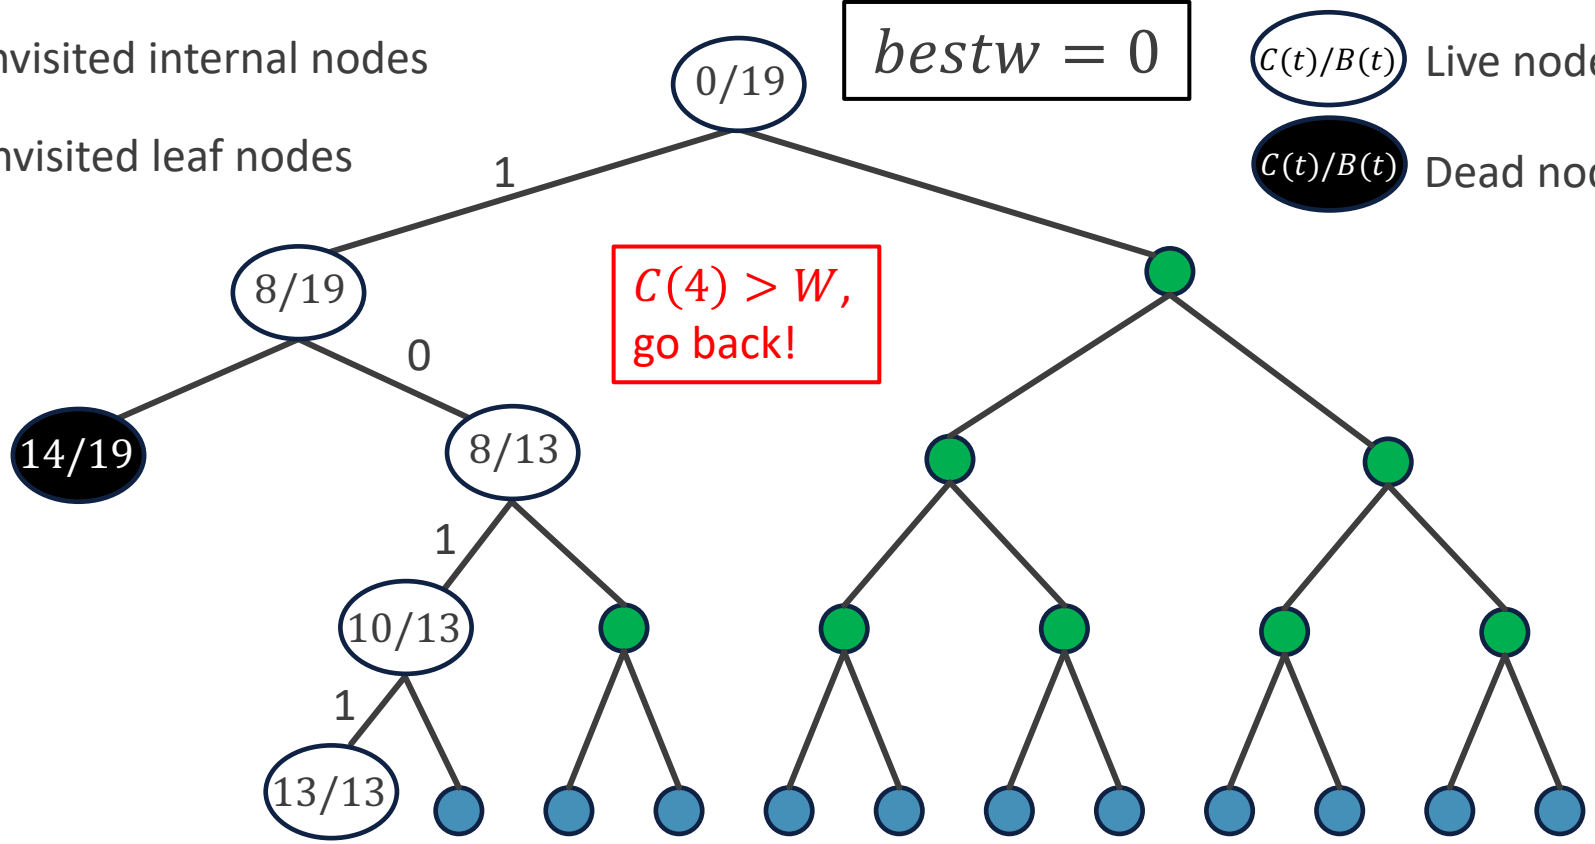 nvisited internal nodes
nvisited leaf nodes
bestw = 0
C(t)/B(t) Live node
C(t)/B(t) Dead nod
0/19
1
8/19
C(4) > W,
go back!
0
14/19
8/13
1
10/13
1
13/13